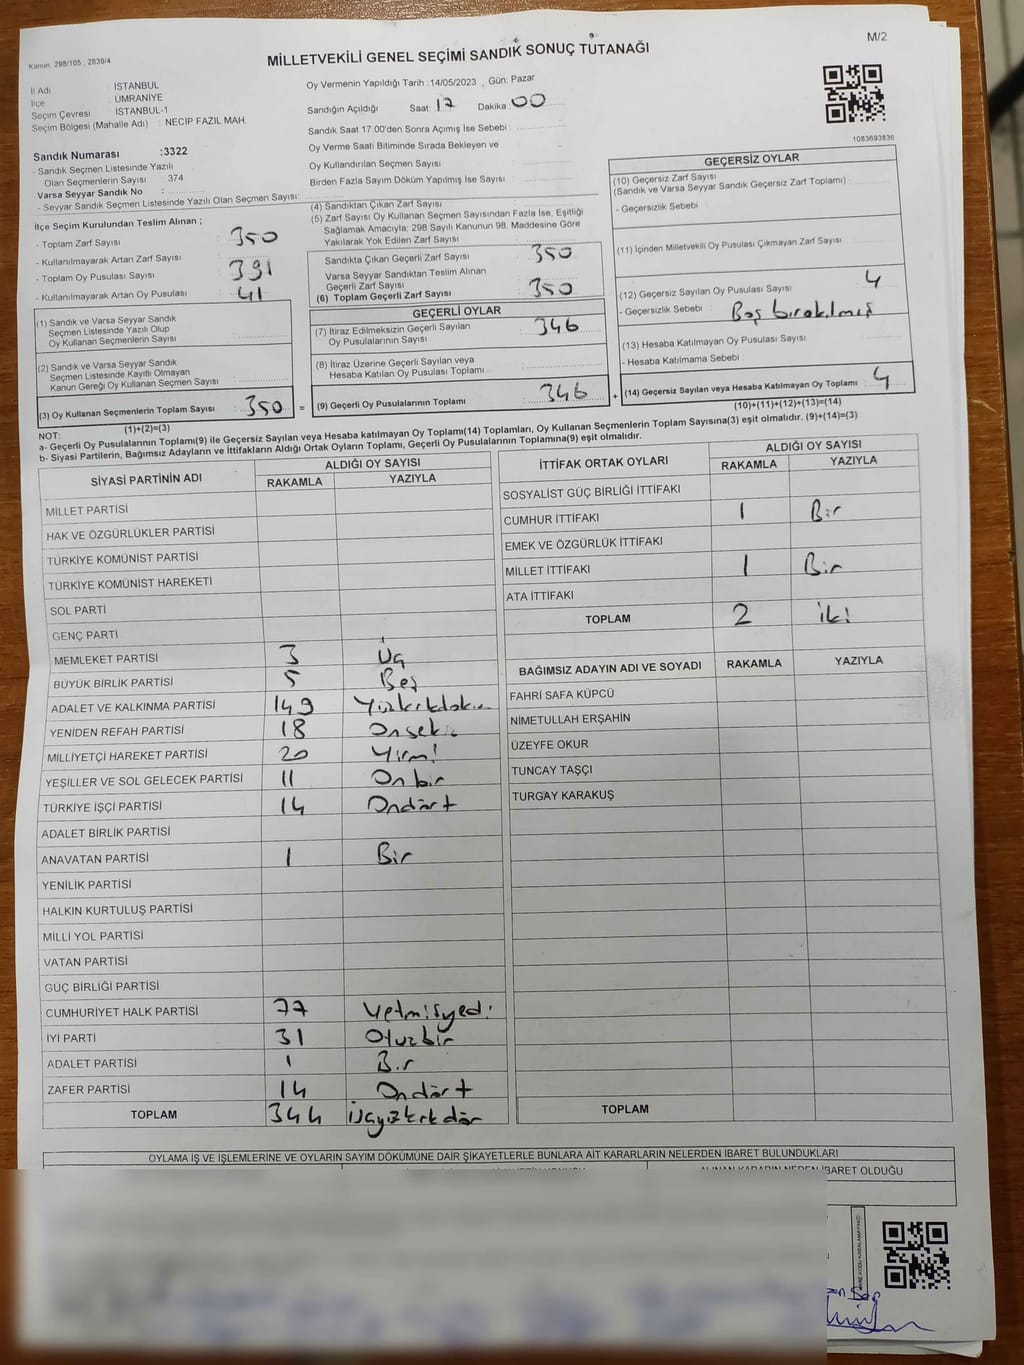 M/2
Kanun: 298/105 , 2839/4
MİLLETVEKİLİ GENEL SEÇİMİ SANDIK SONUÇ TUTANAĞI
İl Adı : İSTANBUL
İlçe : ÜMRANİYE
Seçim Çevresi : İSTANBUL-1
Seçim Bölgesi (Mahalle Adı) : NECİP FAZIL MAH.
Sandık Numarası :3322
- Sandık Seçmen Listesinde Yazılı
Olan Seçmenlerin Sayısı : 374
Varsa Seyyar Sandık No :
- Seyyar Sandık Seçmen Listesinde Yazılı Olan Seçmen Sayısı:
Oy Vermenin Yapıldığı Tarih :14/05/2023 , Gün: Pazar
Sandığın Açıldığı Saat: 17 Dakika 00
Sandık Saat 17:00'den Sonra Açımış İse Sebebi :
Oy Verme Saati Bitiminde Sırada Bekleyen ve
Oy Kullandırılan Seçmen Sayısı :
Birden Fazla Sayım Döküm Yapılmış İse Sayısı :
1083693836
İlçe Seçim Kurulundan Teslim Alınan ;
- Toplam Zarf Sayısı : 350
- Kullanılmayarak Artan Zarf Sayısı :
- Toplam Oy Pusulası Sayısı : 391
- Kullanılmayarak Artan Oy Pusulası : 41
(4) Sandıktan Çıkan Zarf Sayısı :
(5) Zarf Sayısı Oy Kullanan Seçmen Sayısından Fazla İse, Eşitliği
Sağlamak Amacıyla; 298 Sayılı Kanunun 98. Maddesine Göre
Yakılarak Yok Edilen Zarf Sayısı :
Sandıkta Çıkan Geçerli Zarf Sayısı : 350
Varsa Seyyar Sandıktan Teslim Alınan
Geçerli Zarf Sayısı
(6) Toplam Geçerli Zarf Sayısı : 350
GEÇERSİZ OYLAR
(10) Geçersiz Zarf Sayısı
(Sandık ve Varsa Seyyar Sandık Geçersiz Zarf Toplamı) :
- Geçersizlik Sebebi :
(11) İçinden Milletvekili Oy Pusulası Çıkmayan Zarf Sayısı :
(12) Geçersiz Sayılan Oy Pusulası Sayısı : 4
- Geçersizlik Sebebi : Boş bırakılmış
(13) Hesaba Katılmayan Oy Pusulası Sayısı :
- Hesaba Katılmama Sebebi :
(14) Geçersiz Sayılan veya Hesaba Katılmayan Oy Toplamı : 4
(10)+(11)+(12)+(13)=(14)
(1) Sandık ve Varsa Seyyar Sandık
Seçmen Listesinde Yazılı Olup
Oy Kullanan Seçmenlerin Sayısı :
(2) Sandık ve Varsa Seyyar Sandık
Seçmen Listesinde Kayıtlı Olmayan
Kanun Gereği Oy Kullanan Seçmen Sayısı :
(3) Oy Kullanan Seçmenlerin Toplam Sayısı : 350 =
(1)+(2)=(3)
GEÇERLİ OYLAR
(7) İtiraz Edilmeksizin Geçerli Sayılan
Oy Pusulalarının Sayısı : 346
(8) İtiraz Üzerine Geçerli Sayılan veya
Hesaba Katılan Oy Pusulası Toplamı :
(9) Geçerli Oy Pusulalarının Toplamı : 346 +
NOT:
a- Geçerli Oy Pusulalarının Toplamı(9) ile Geçersiz Sayılan veya Hesaba katılmayan Oy Toplamı(14) Toplamları, Oy Kullanan Seçmenlerin Toplam Sayısına(3) eşit olmalıdır. (9)+(14)=(3)
b- Siyasi Partilerin, Bağımsız Adayların ve İttifakların Aldığı Ortak Oyların Toplamı, Geçerli Oy Pusulalarının Toplamına(9) eşit olmalıdır.
SİYASİ PARTİNİN ADI ALDIĞI OY SAYISI
RAKAMLA YAZIYLA
MİLLET PARTİSİ
HAK VE ÖZGÜRLÜKLER PARTİSİ
TÜRKİYE KOMÜNİST PARTİSİ
TÜRKİYE KOMÜNİST HAREKETİ
SOL PARTİ
GENÇ PARTİ
MEMLEKET PARTİSİ 3 Üç
BÜYÜK BİRLİK PARTİSİ 5 Beş
ADALET VE KALKINMA PARTİSİ 149
YENİDEN REFAH PARTİSİ 18 Onsekiz
MİLLİYETÇİ HAREKET PARTİSİ 20 Yirmi
YEŞİLLER VE SOL GELECEK PARTİSİ 11 Onbir
TÜRKİYE İŞÇİ PARTİSİ 14 Ondört
ADALET BİRLİK PARTİSİ
ANAVATAN PARTİSİ 1 Bir
YENİLİK PARTİSİ
HALKIN KURTULUŞ PARTİSİ
MİLLİ YOL PARTİSİ
VATAN PARTİSİ
GÜÇ BİRLİĞİ PARTİSİ
CUMHURİYET HALK PARTİSİ 77 Yetmişyedi
İYİ PARTİ 31 Otuzbir
ADALET PARTİSİ 1 Bir
ZAFER PARTİSİ 14 Ondört
TOPLAM 344 Üçyüzkırkdör
İTTİFAK ORTAK OYLARI ALDIĞI OY SAYISI
RAKAMLA YAZIYLA
SOSYALİST GÜÇ BİRLİĞİ İTTİFAKI
CUMHUR İTTİFAKI 1 Bir
EMEK VE ÖZGÜRLÜK İTTİFAKI
MİLLET İTTİFAKI 1 Bir
ATA İTTİFAKI
TOPLAM 2 iki
BAĞIMSIZ ADAYIN ADI VE SOYADI RAKAMLA YAZIYLA
FAHRİ SAFA KÜPCÜ
NİMETULLAH ERŞAHİN
ÜZEYFE OKUR
TUNCAY TAŞÇI
TURGAY KARAKUŞ
TOPLAM
OYLAMA İŞ VE İŞLEMLERİNE VE OYLARIN SAYIM DÖKÜMÜNE DAİR ŞİKAYETLERLE BUNLARA AİT KARARLARIN NELERDEN İBARET BULUNDUKLARI
ALINAN KARARIN NEDEN İBARET OLDUĞU